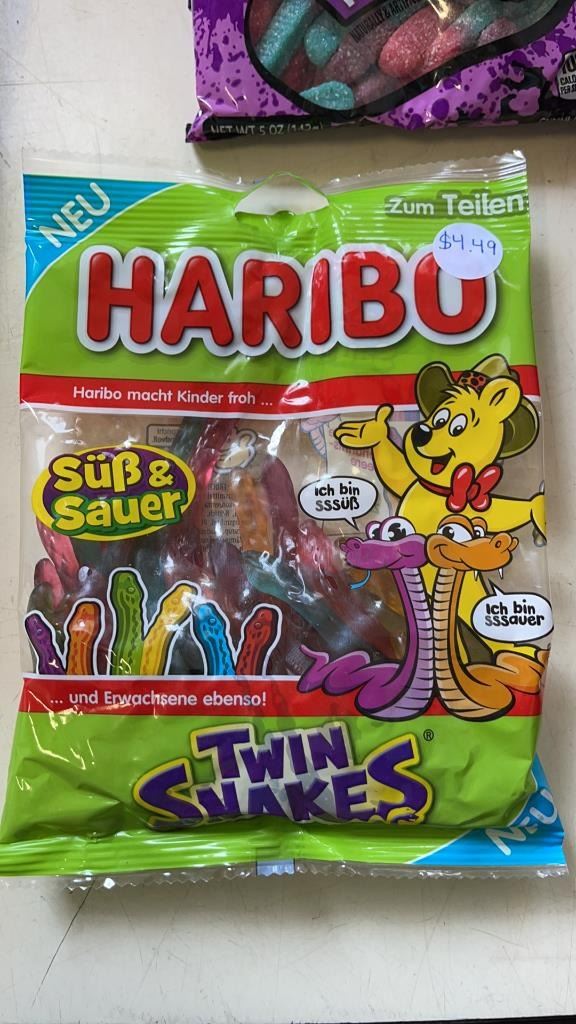 NET WT 5 OZ (142g)
NEU
Zum Teilen
$4.49
HARIBO
Haribo macht Kinder froh ...
Süß &
Sauer
ich bin
sssüß
ich bin
sssauer
... und Erwachsene ebenso!
TWIN
SNAKES
®
NEU